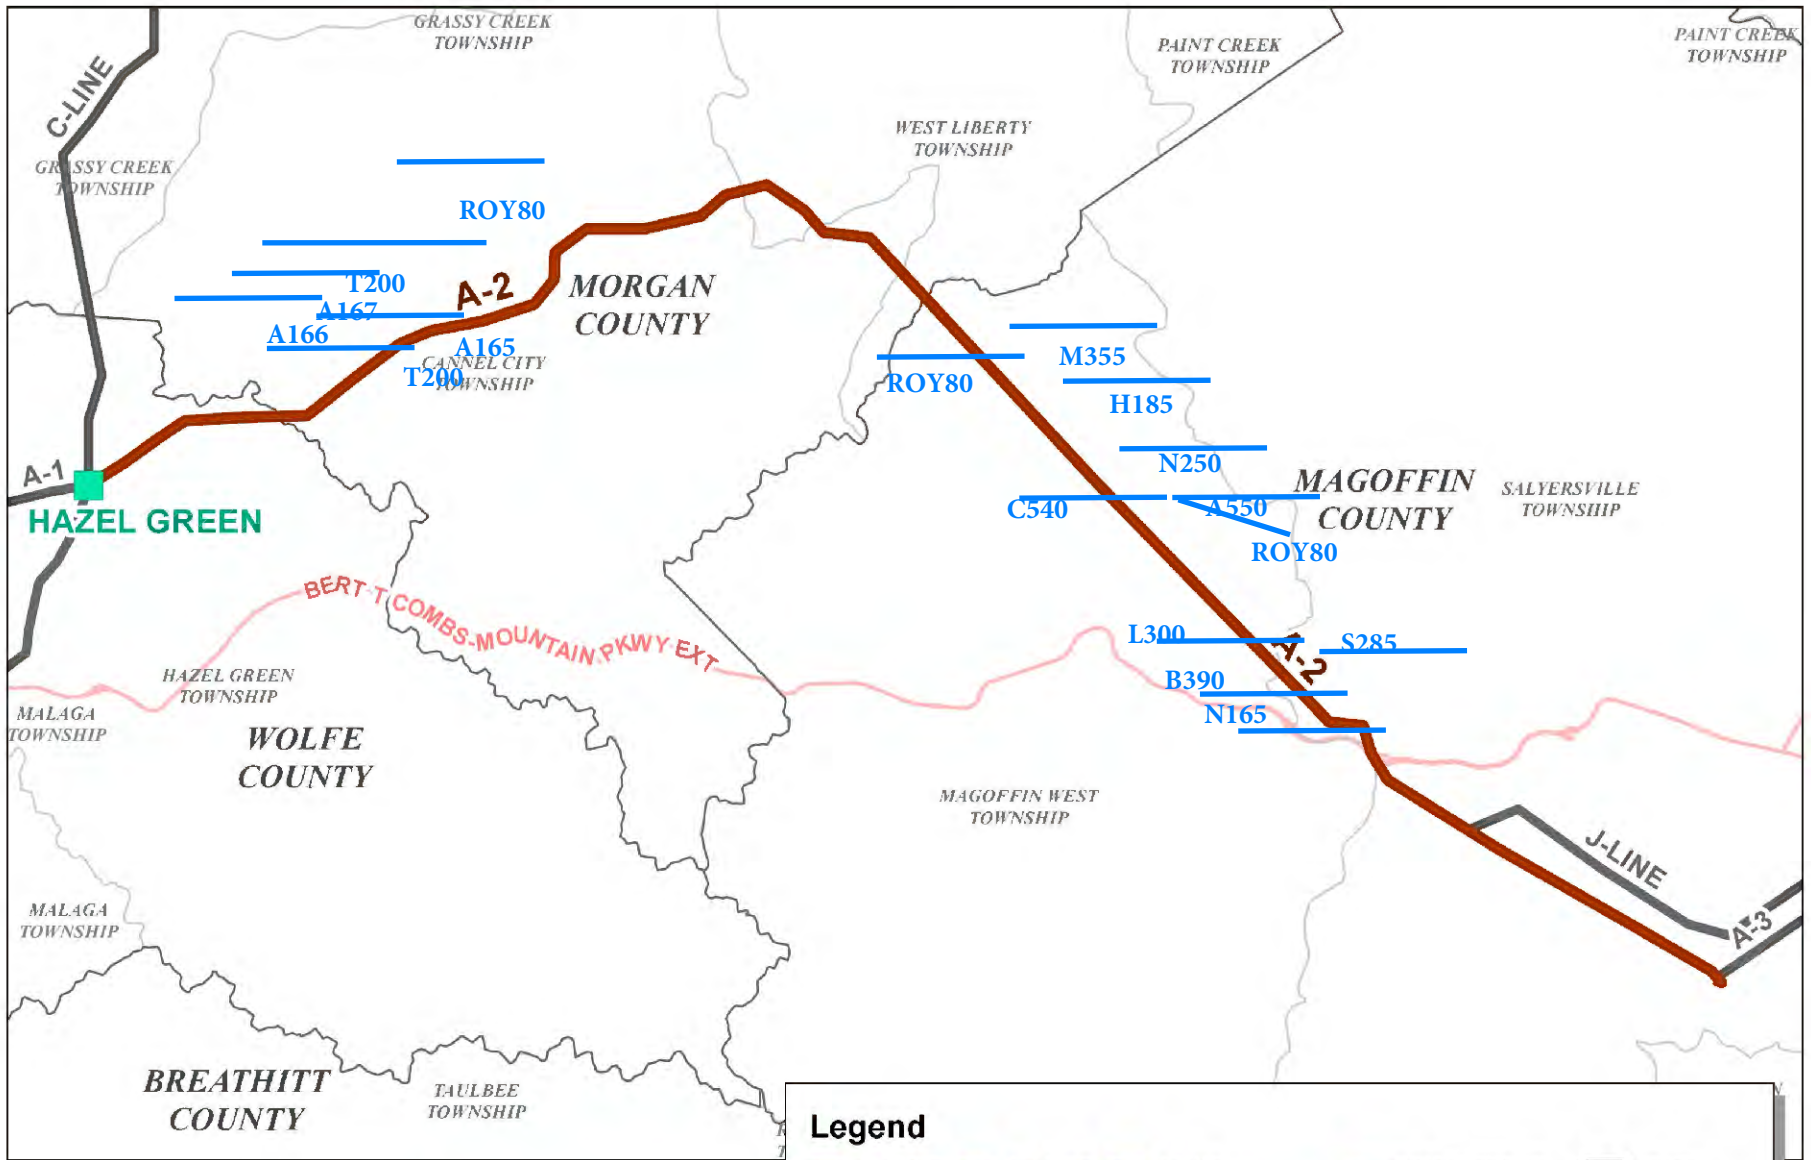 GRASSY CREEK
TOWNSHIP
PAINT CREEK
TOWNSHIP
PAINT CREEK
TOWNSHIP
C-LINE
WEST LIBERTY
TOWNSHIP
GRASSY CREEK
TOWNSHIP
ROY80
T200
A-2
MORGAN
COUNTY
A167
A166
A165
CANNEL CITY
TOWNSHIP
T200
M355
ROY80
H185
N250
A-1
MAGOFFIN
COUNTY
SALYERSVILLE
TOWNSHIP
C540
A550
HAZEL GREEN
ROY80
BERT T COMBS-MOUNTAIN PKWY EXT
L300
A-2
S285
HAZEL GREEN
TOWNSHIP
B390
MALAGA
TOWNSHIP
N165
WOLFE
COUNTY
MAGOFFIN WEST
TOWNSHIP
J-LINE
MALAGA
TOWNSHIP
A-3
BREATHITT
COUNTY
TAULBEE
TOWNSHIP
Legend